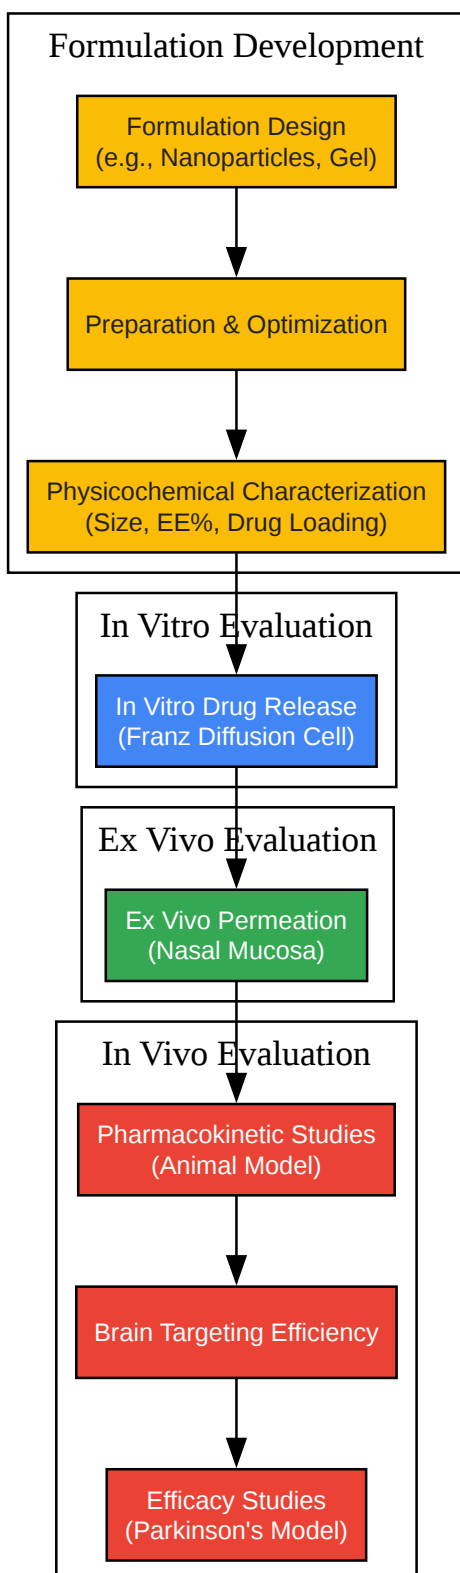 Formulation Development
Formulation Design
(e.g., Nanoparticles, Gel)
Preparation & Optimization
Physicochemical Characterization
(Size, EE%, Drug Loading)
In Vitro Evaluation
In Vitro Drug Release
(Franz Diffusion Cell)
Ex Vivo Evaluation
Ex Vivo Permeation
(Nasal Mucosa)
In Vivo Evaluation
Pharmacokinetic Studies
(Animal Model)
Brain Targeting Efficiency
Efficacy Studies
(Parkinson's Model)